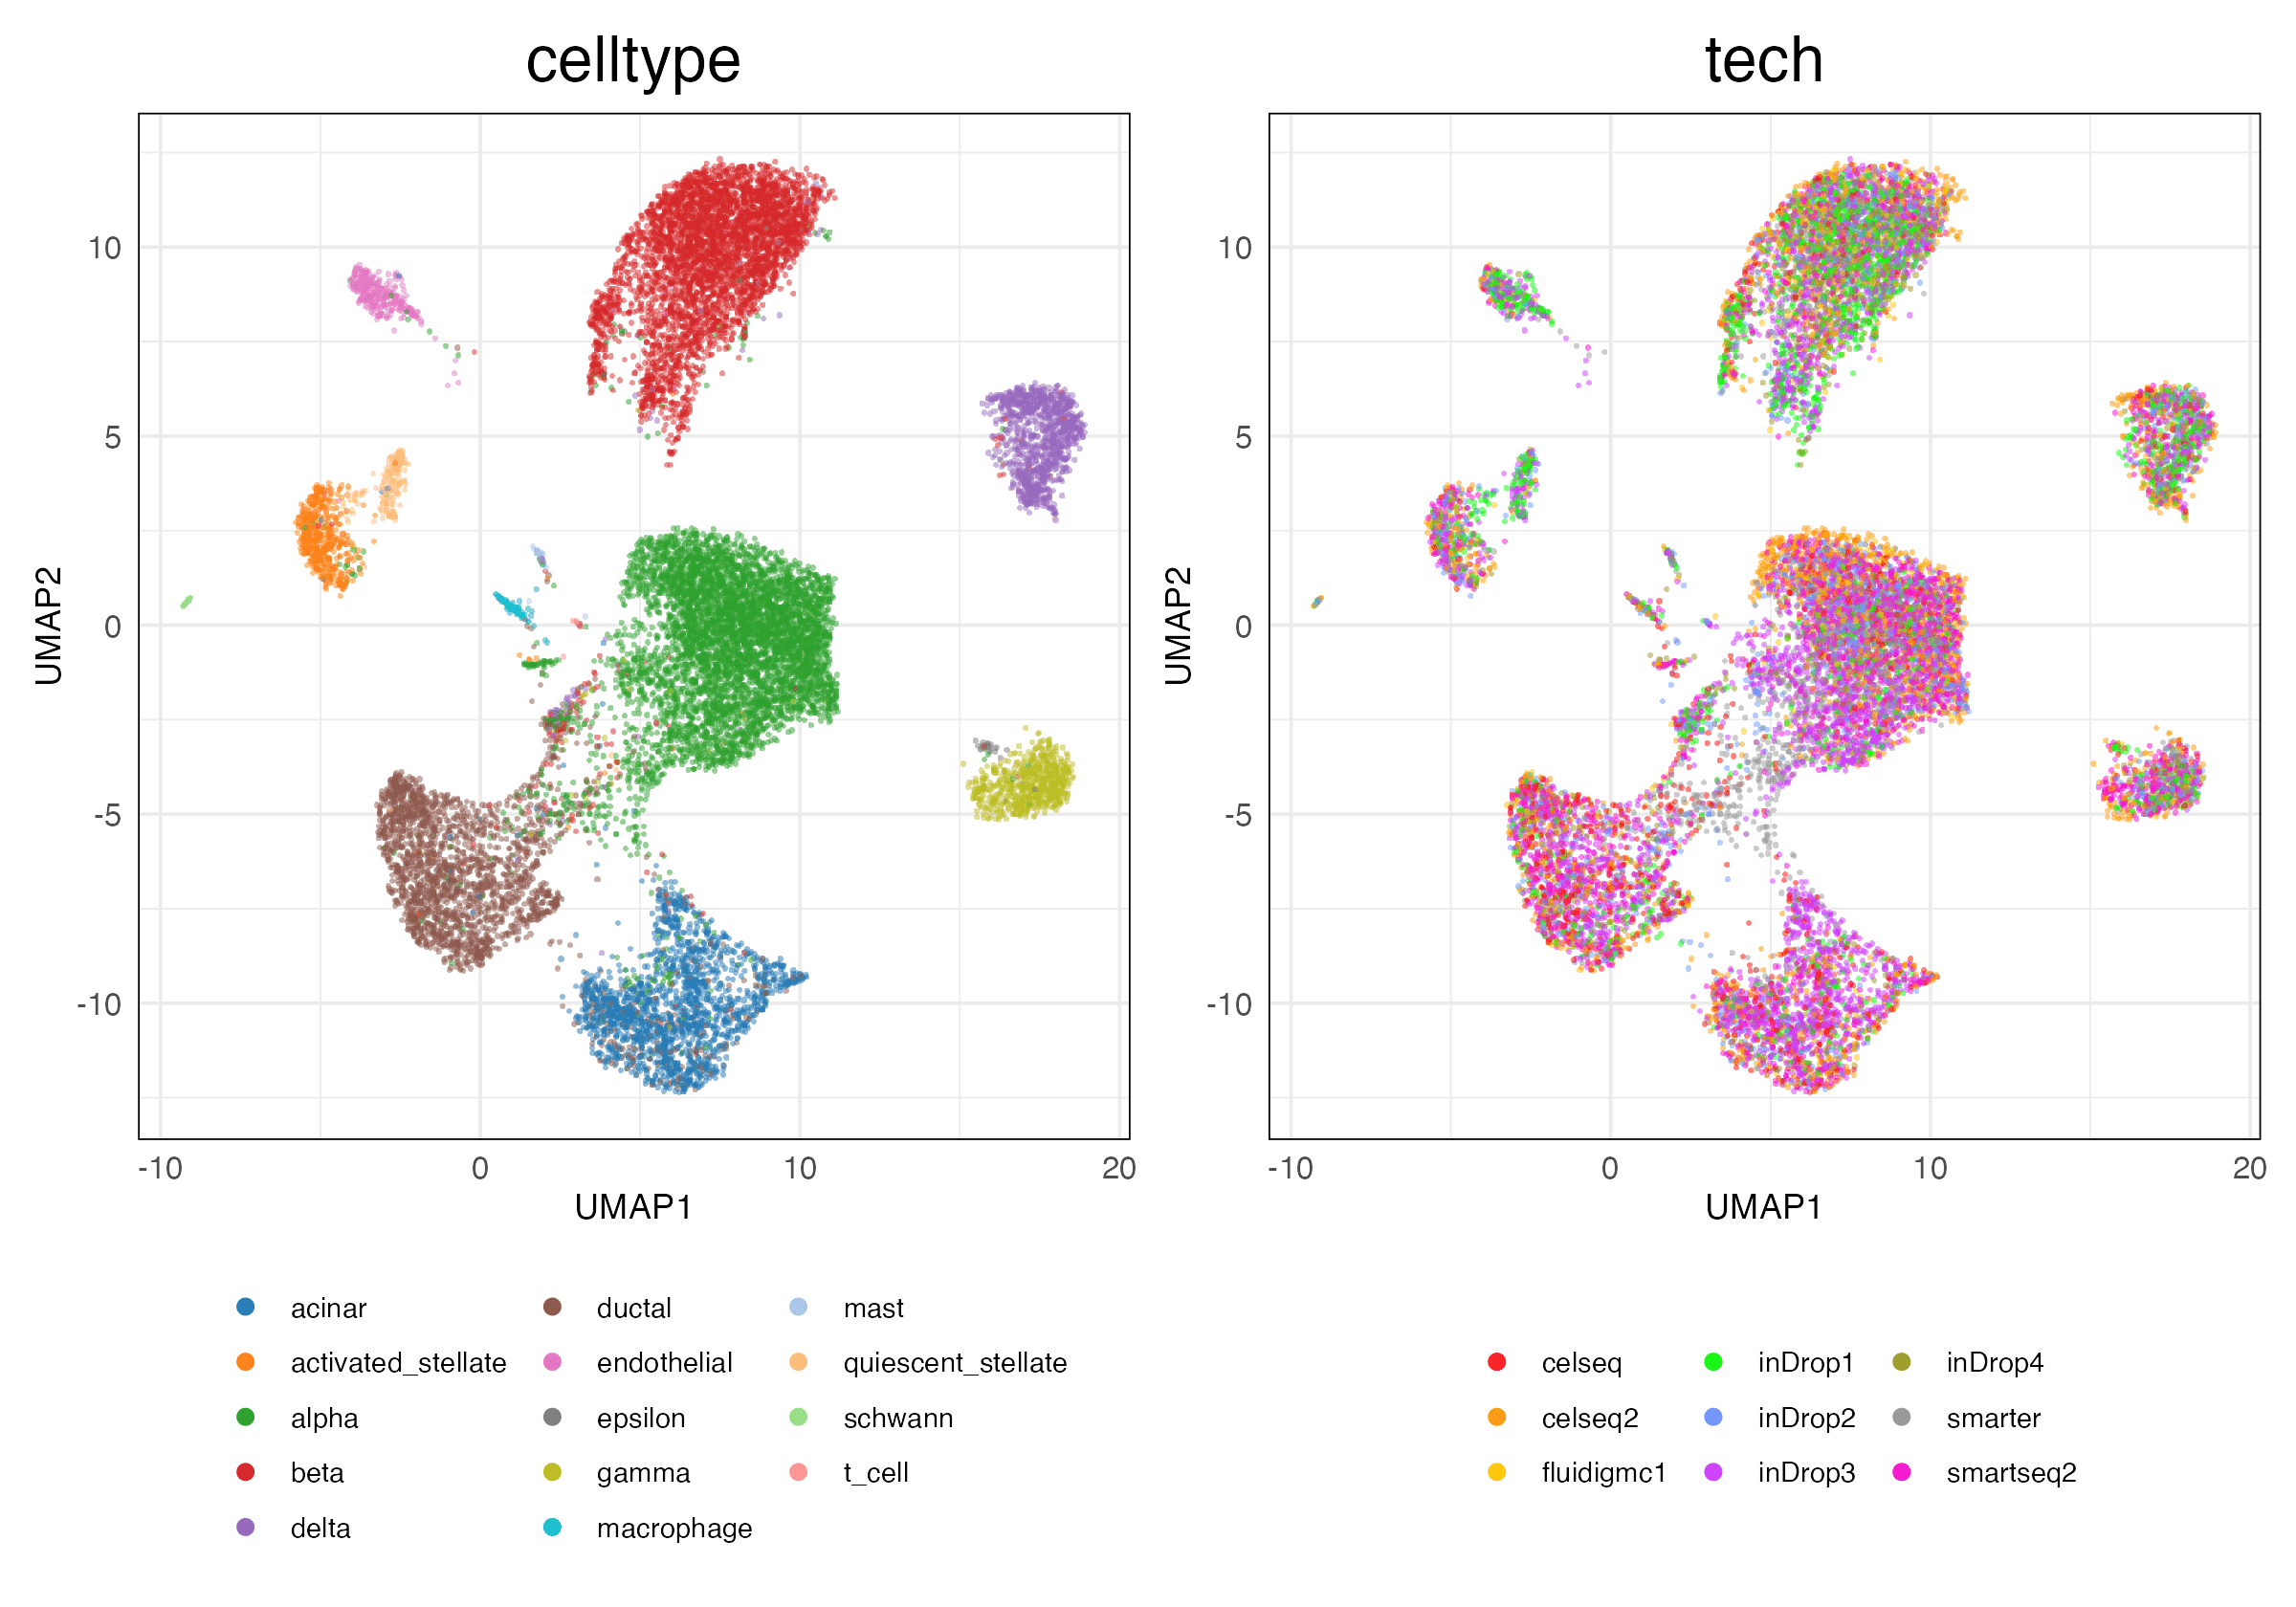 celltype
tech
10
5
0
-5
-10
UMAP2
-10
0
10
20
UMAP1
10
5
0
-5
-10
UMAP2
-10
0
10
20
UMAP1
acinar
ductal
mast
activated_stellate
endothelial
quiescent_stellate
alpha
epsilon
schwann
beta
gamma
t_cell
delta
macrophage
celseq
inDrop1
inDrop4
celseq2
inDrop2
smarter
fluidigmc1
inDrop3
smartseq2